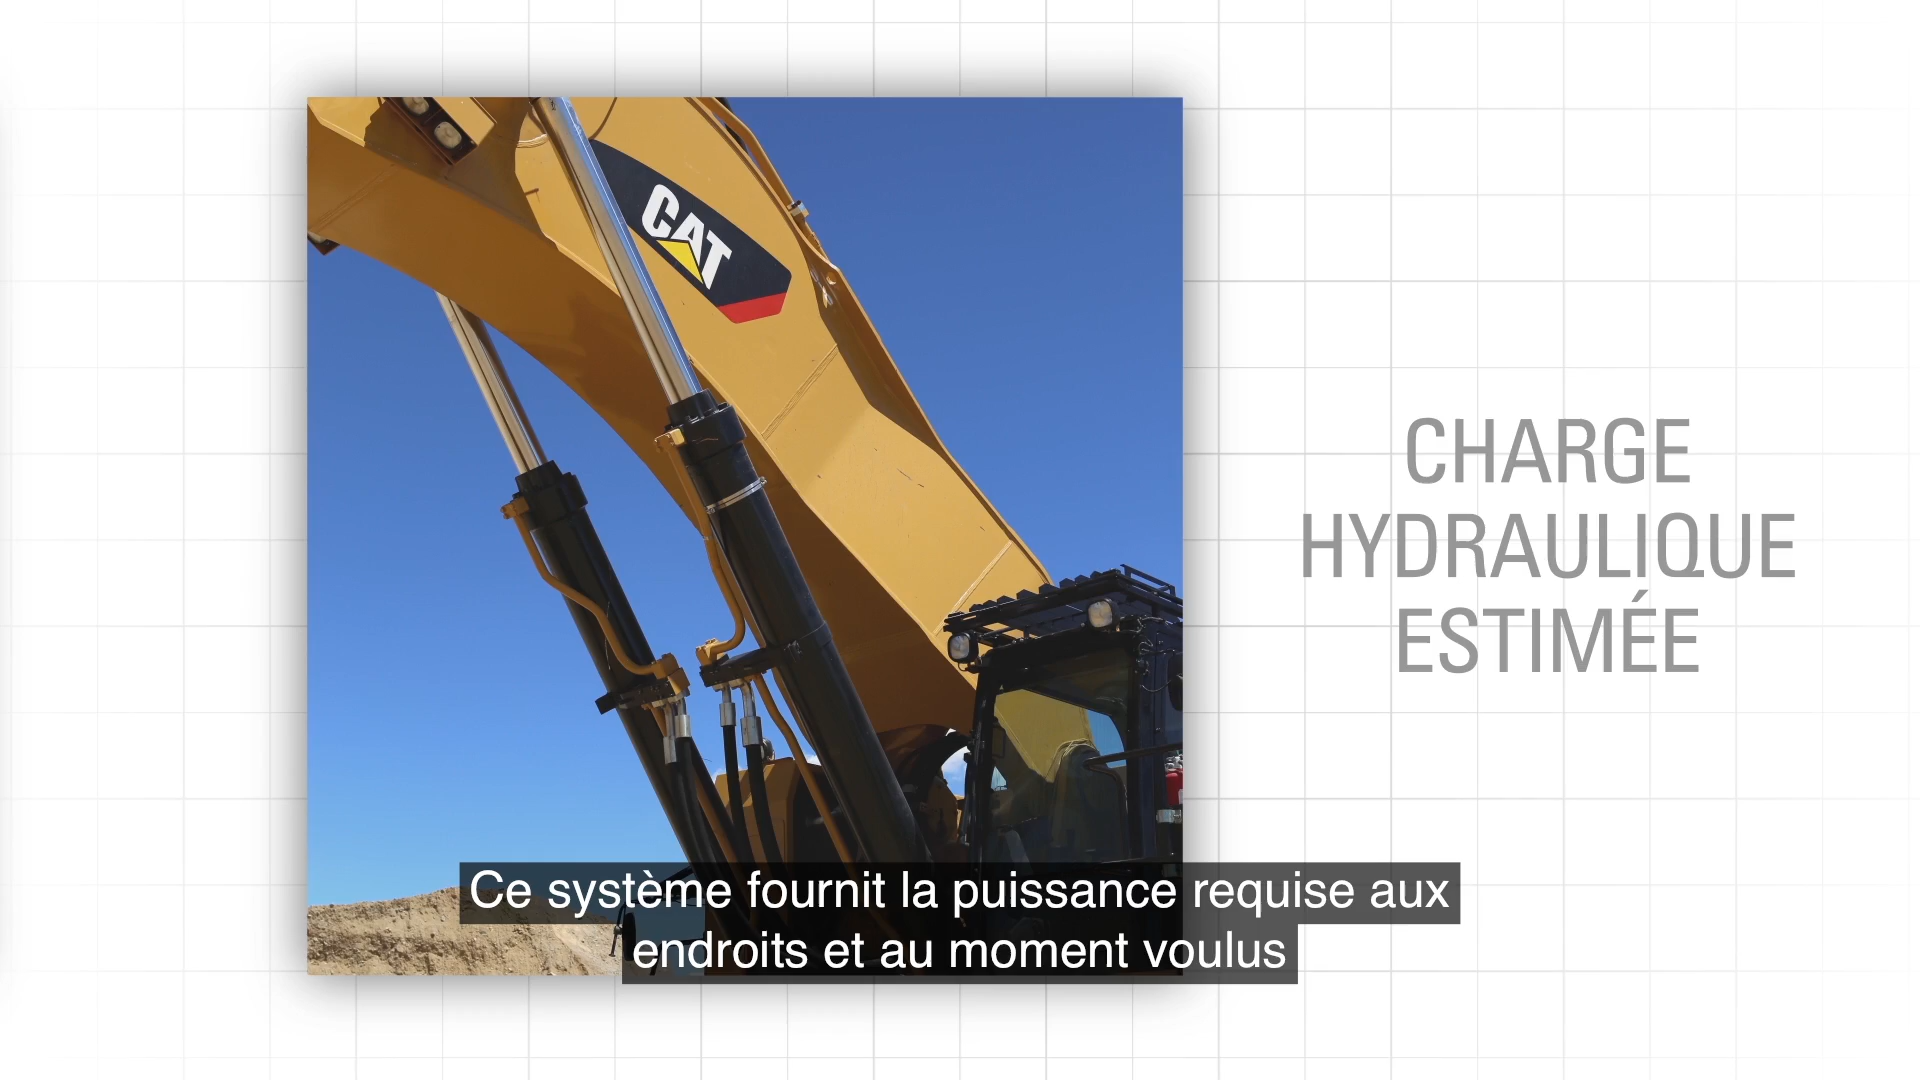 CAT
CHARGE
HYDRAULIQUE
ESTIMÉE
Ce système fournit la puissance requise aux
endroits et au moment voulus